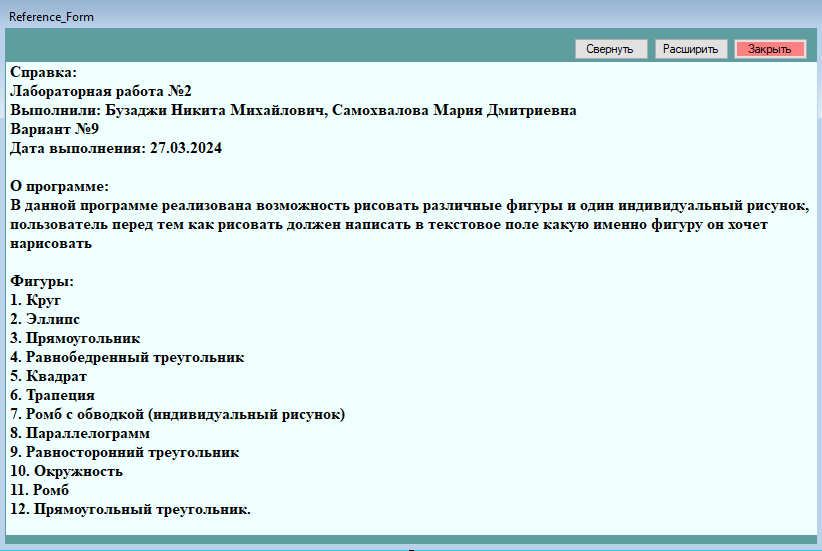 Reference_Form
Свернуть Расширить Закрыть
Справка:
Лабораторная работа №2
Выполнили: Бузаджи Никита Михайлович, Самохвалова Мария Дмитриевна
Вариант №9
Дата выполнения: 27.03.2024
О программе:
В данной программе реализована возможность рисовать различные фигуры и один индивидуальный рисунок,
пользователь перед тем как рисовать должен написать в текстовое поле какую именно фигуру он хочет
нарисовать
Фигуры:
1. Круг
2. Эллипс
3. Прямоугольник
4. Равнобедренный треугольник
5. Квадрат
6. Трапеция
7. Ромб с обводкой (индивидуальный рисунок)
8. Параллелограмм
9. Равносторонний треугольник
10. Окружность
11. Ромб
12. Прямоугольный треугольник.